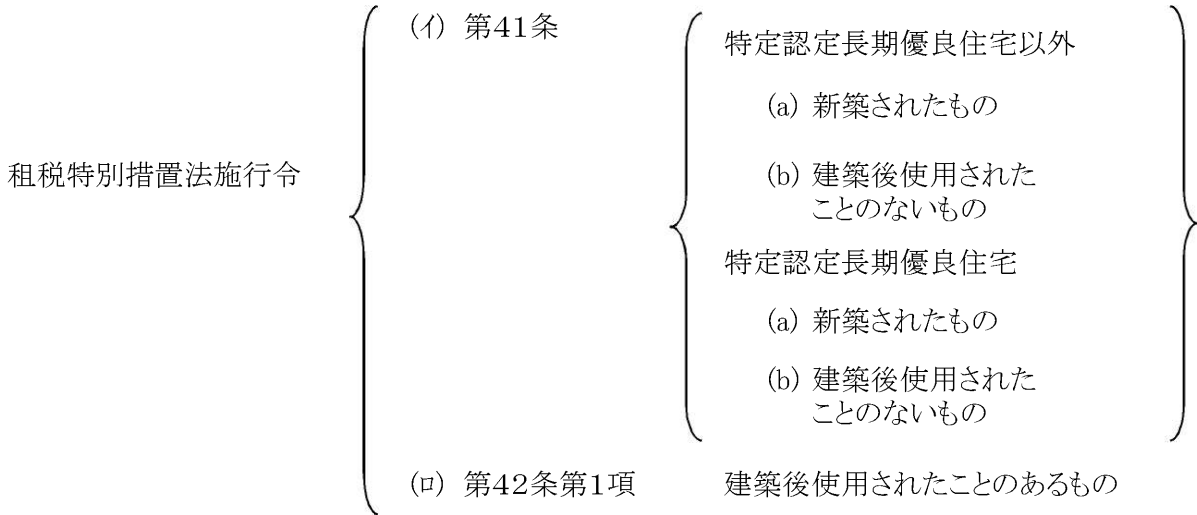 租税特別措置法施行令
(ｲ) 第41条
特定認定長期優良住宅以外
(a) 新築されたもの
(b) 建築後使用された
ことのないもの
特定認定長期優良住宅
(a) 新築されたもの
(b) 建築後使用された
ことのないもの
(ﾛ) 第42条第1項
建築後使用されたことのあるもの